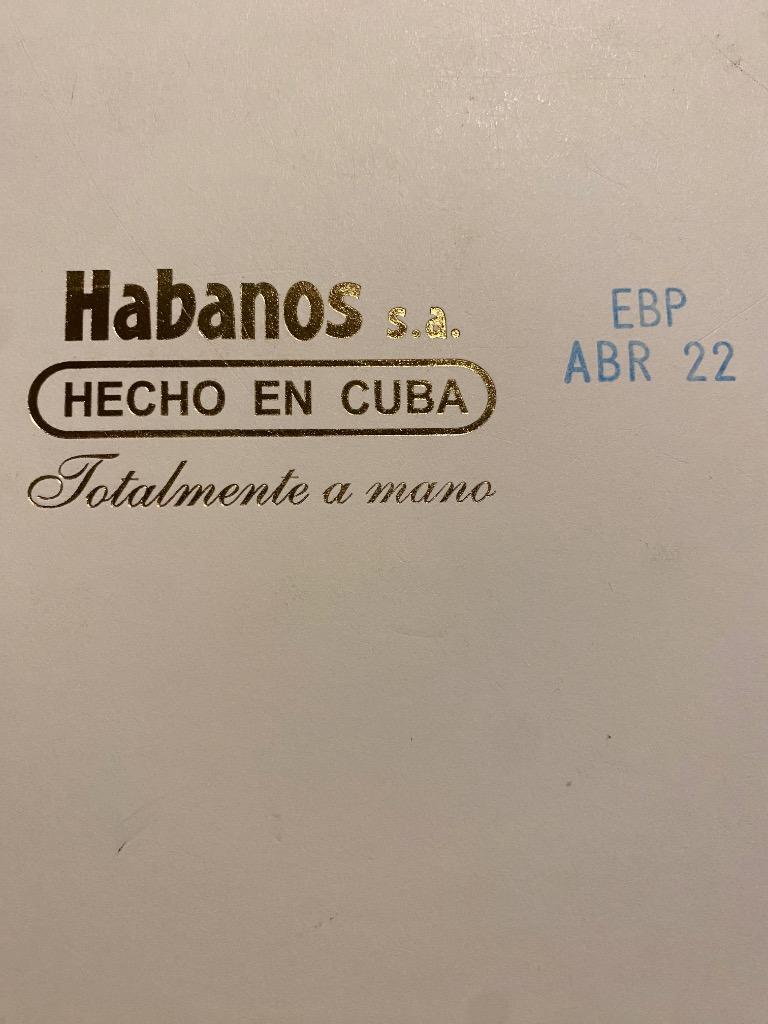 Habanos s.a.
HECHO EN CUBA
Totalmente a mano
EBP
ABR 22